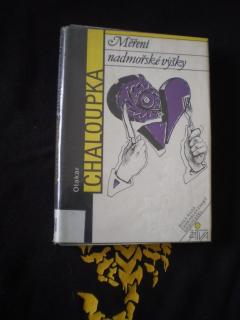 Měření
nadmořské výšky
Otakar
CHALOUPKA